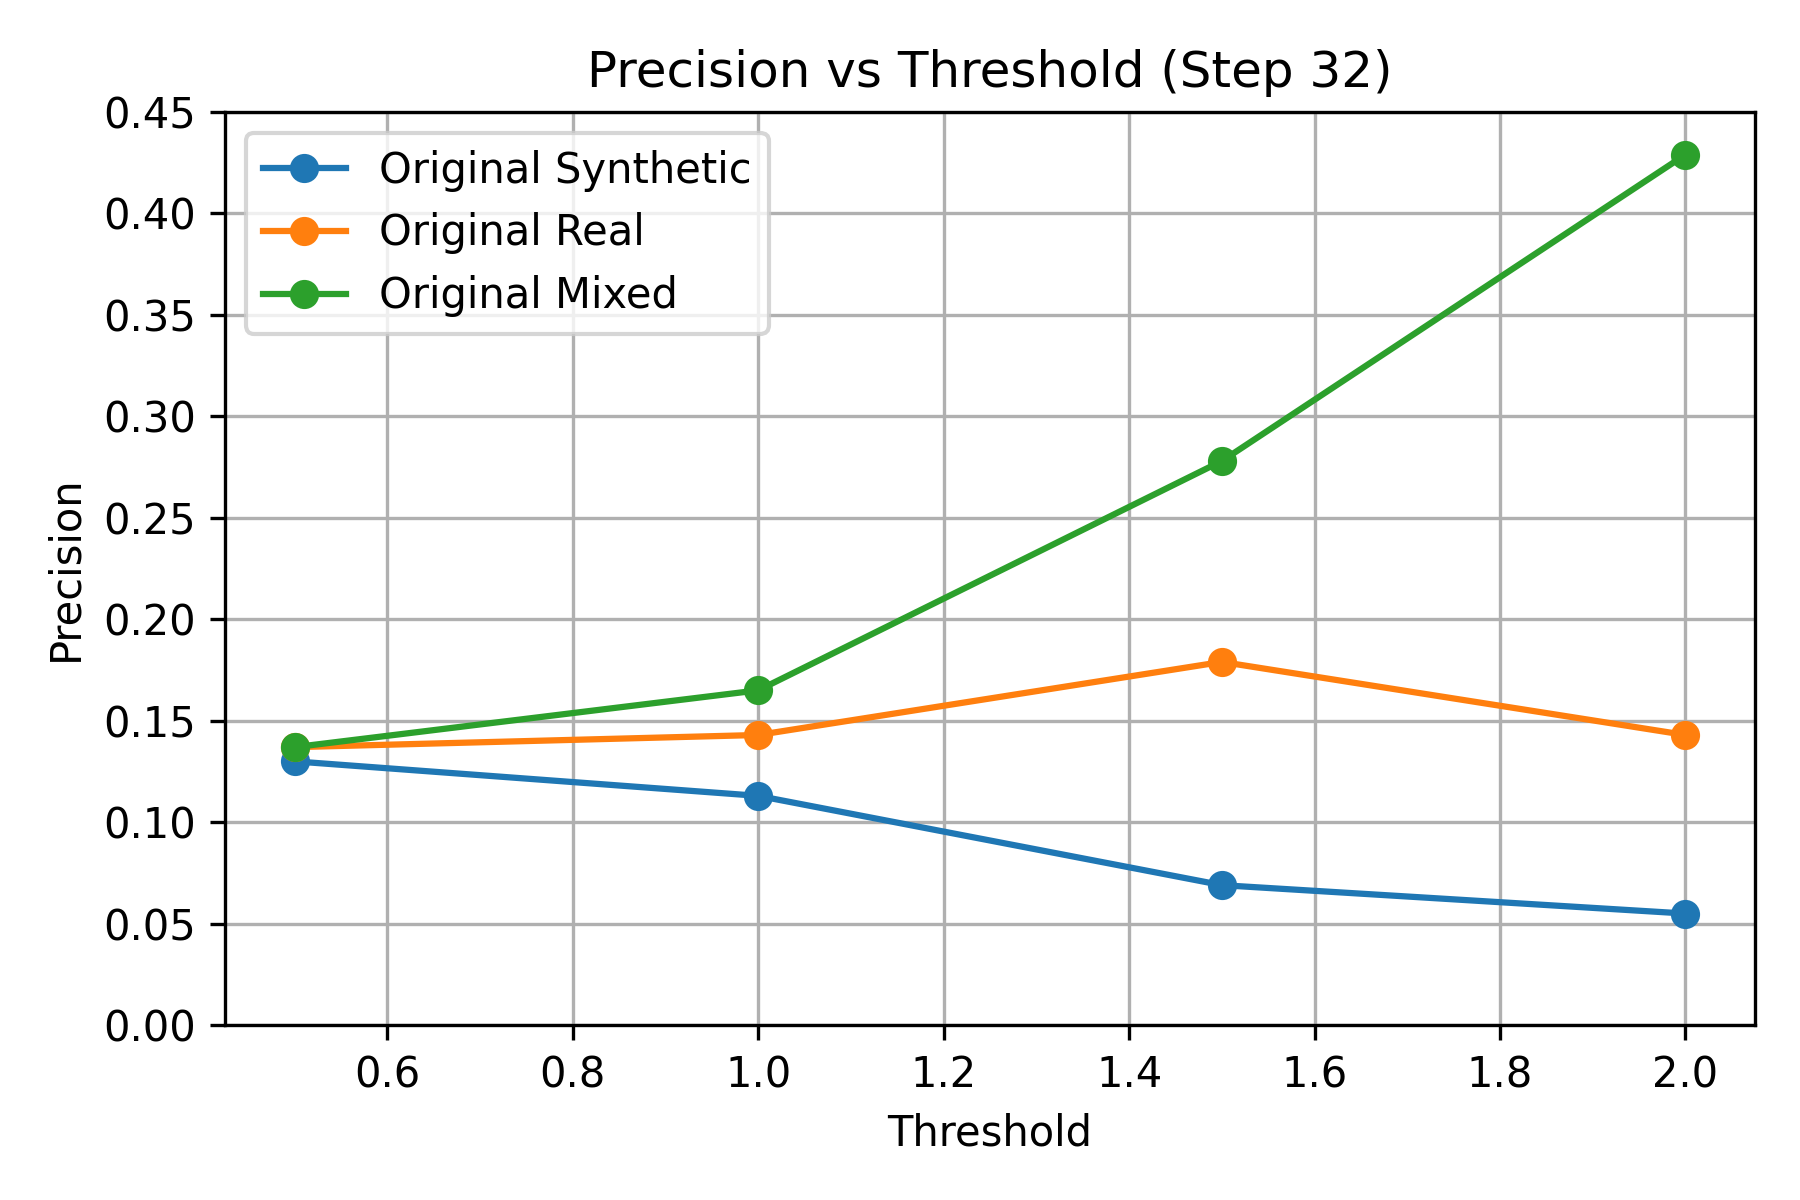 Precision vs Threshold (Step 32)
Original Synthetic
Original Real
Original Mixed
Precision
0.45
0.40
0.35
0.30
0.25
0.20
0.15
0.10
0.05
0.00
0.6 0.8 1.0 1.2 1.4 1.6 1.8 2.0
Threshold